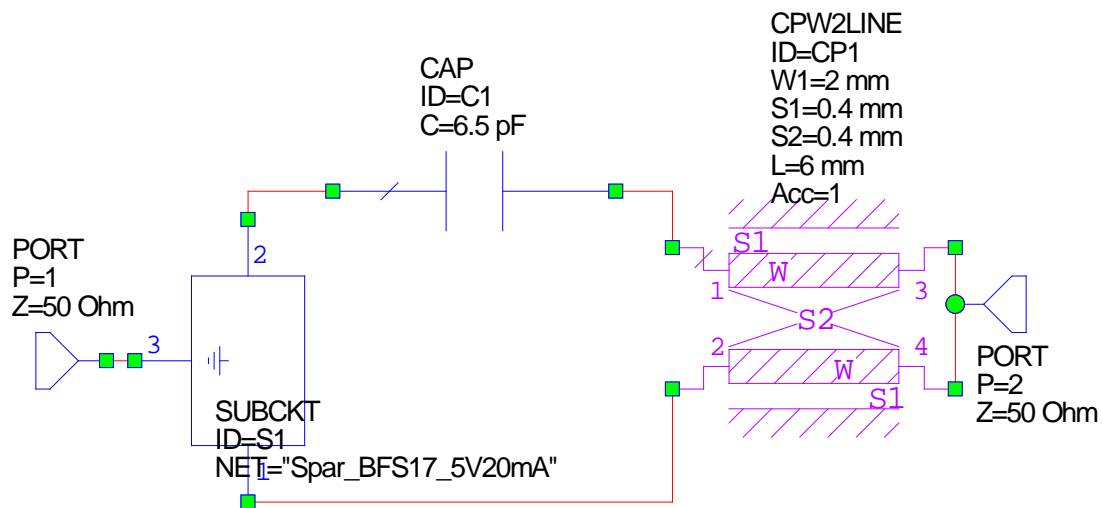 CPW2LINE
ID=CP1
W1=2 mm
S1=0.4 mm
S2=0.4 mm
L=6 mm
Acc=1
CAP
ID=C1
C=6.5 pF
PORT
P=1
Z=50 Ohm
2
3
SUBCKT
ID=S1
NET="Spar_BFS17_5V20mA"
1
S1
W
1
3
S2
2
4
W
S1
PORT
P=2
Z=50 Ohm